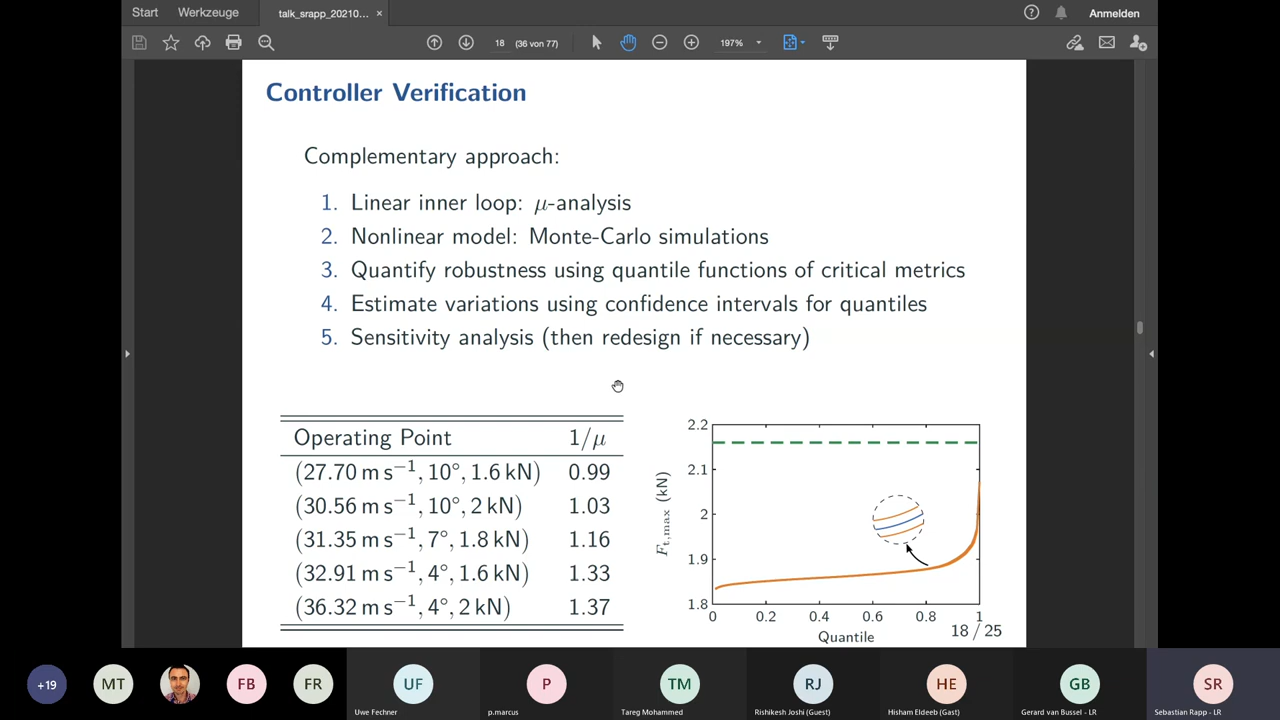 Start Werkzeuge talk_srapp_20210... × Anmelden
18 (36 von 77) 197%
Controller Verification
Complementary approach:
1. Linear inner loop: μ-analysis
2. Nonlinear model: Monte-Carlo simulations
3. Quantify robustness using quantile functions of critical metrics
4. Estimate variations using confidence intervals for quantiles
5. Sensitivity analysis (then redesign if necessary)
Operating Point 1/μ
(27.70 m s⁻¹, 10°, 1.6 kN) 0.99
(30.56 m s⁻¹, 10°, 2 kN) 1.03
(31.35 m s⁻¹, 7°, 1.8 kN) 1.16
(32.91 m s⁻¹, 4°, 1.6 kN) 1.33
(36.32 m s⁻¹, 4°, 2 kN) 1.37
F t,max (kN)
2.2
2.1
2
1.9
1.8
0 0.2 0.4 0.6 0.8 1
Quantile
18 / 25
+19 MT FB FR UF P TM RJ HE GB SR
Uwe Fechner p.marcus Tareg Mohammed Rishikesh Joshi (Guest) Hisham Eldeeb (Gast) Gerard van Bussel - LR Sebastian Rapp - LR